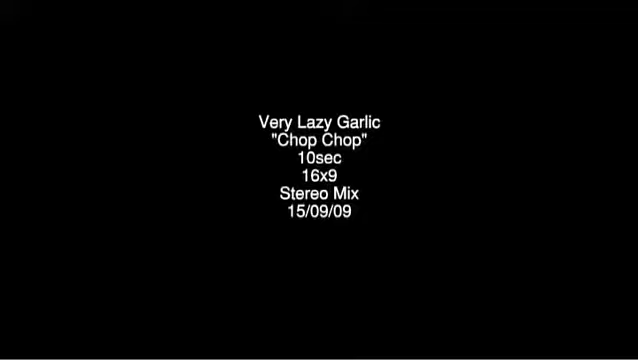 Very Lazy Garlic
"Chop Chop"
10sec
16x9
Stereo Mix
15/09/09